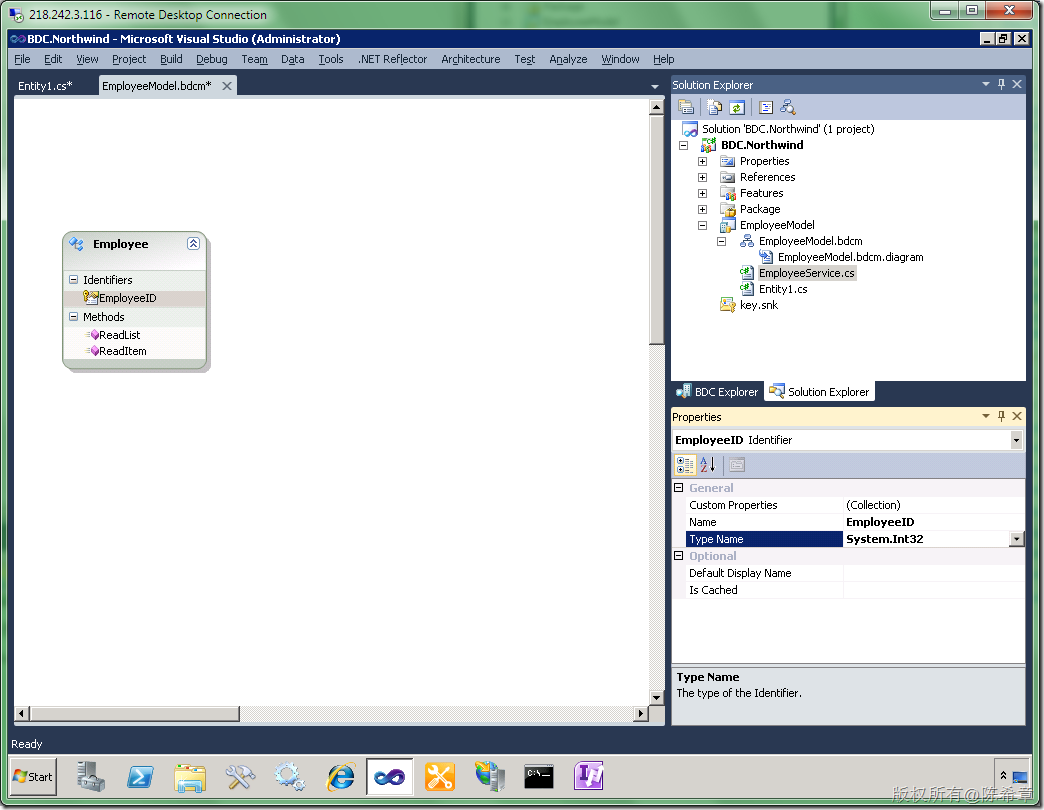 218.242.3.116 - Remote Desktop Connection
BDC.Northwind - Microsoft Visual Studio (Administrator)
File Edit View Project Build Debug Team Data Tools .NET Reflector Architecture Test Analyze Window Help
Entity1.cs* EmployeeModel.bdcm*
Employee
Identifiers
EmployeeID
Methods
ReadList
ReadItem
Solution Explorer
Solution 'BDC.Northwind' (1 project)
BDC.Northwind
Properties
References
Features
Package
EmployeeModel
EmployeeModel.bdcm
EmployeeModel.bdcm.diagram
EmployeeService.cs
Entity1.cs
key.snk
BDC Explorer Solution Explorer
Properties
EmployeeID Identifier
General
Custom Properties (Collection)
Name EmployeeID
Type Name System.Int32
Optional
Default Display Name
Is Cached
Type Name
The type of the Identifier.
Ready
Start
版权所有@陈希章